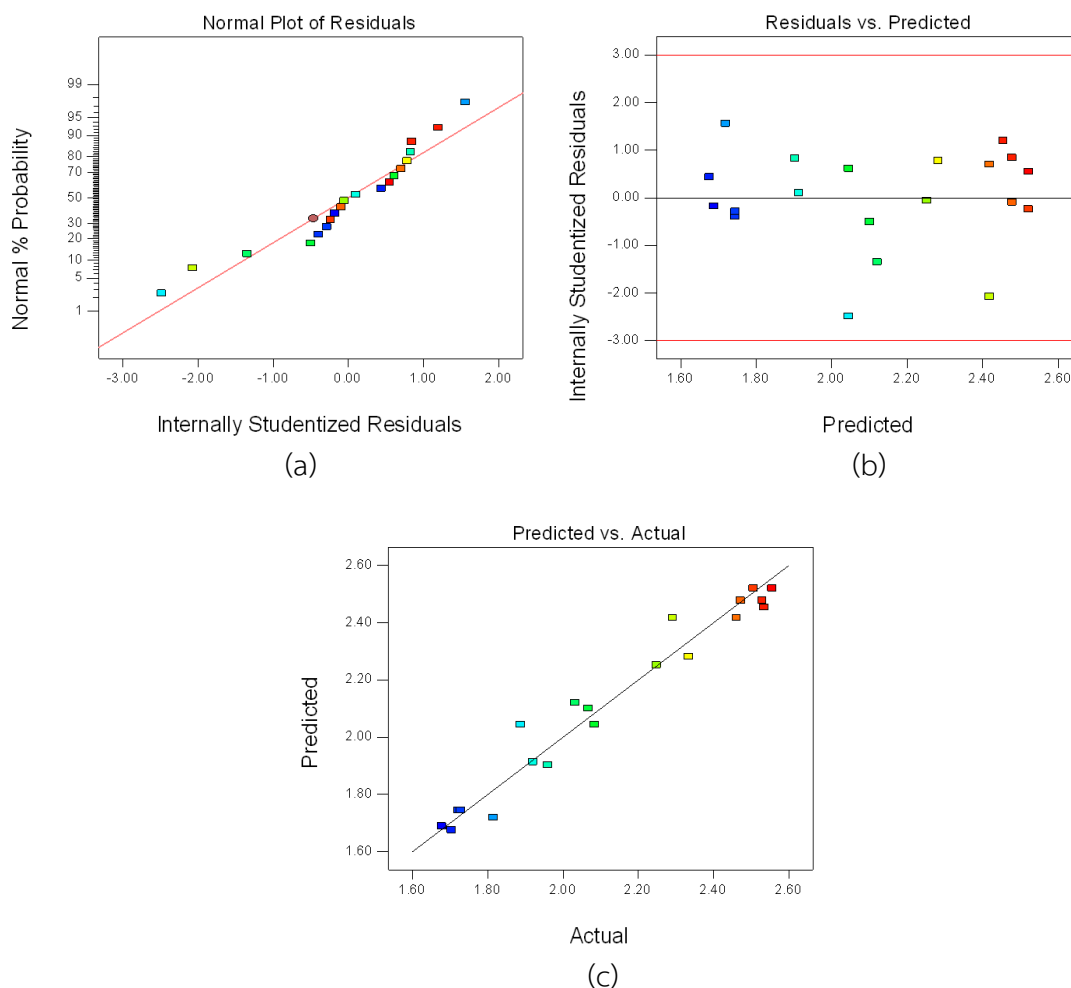 Normal Plot of Residuals
Normal % Probability
99
95
90
80
70
50
30
20
10
5
1
-3.00 -2.00 -1.00 0.00 1.00 2.00
Internally Studentized Residuals
(a)
Residuals vs. Predicted
Internally Studentized Residuals
3.00
2.00
1.00
0.00
-1.00
-2.00
-3.00
1.60 1.80 2.00 2.20 2.40 2.60
Predicted
(b)
Predicted vs. Actual
Predicted
2.60
2.40
2.20
2.00
1.80
1.60
1.60 1.80 2.00 2.20 2.40 2.60
Actual
(c)